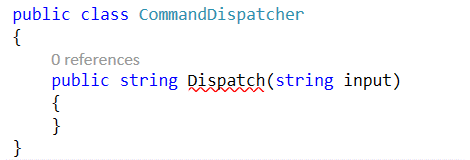 public class CommandDispatcher
{
    0 references
    public string Dispatch(string input)
    {
    }
}